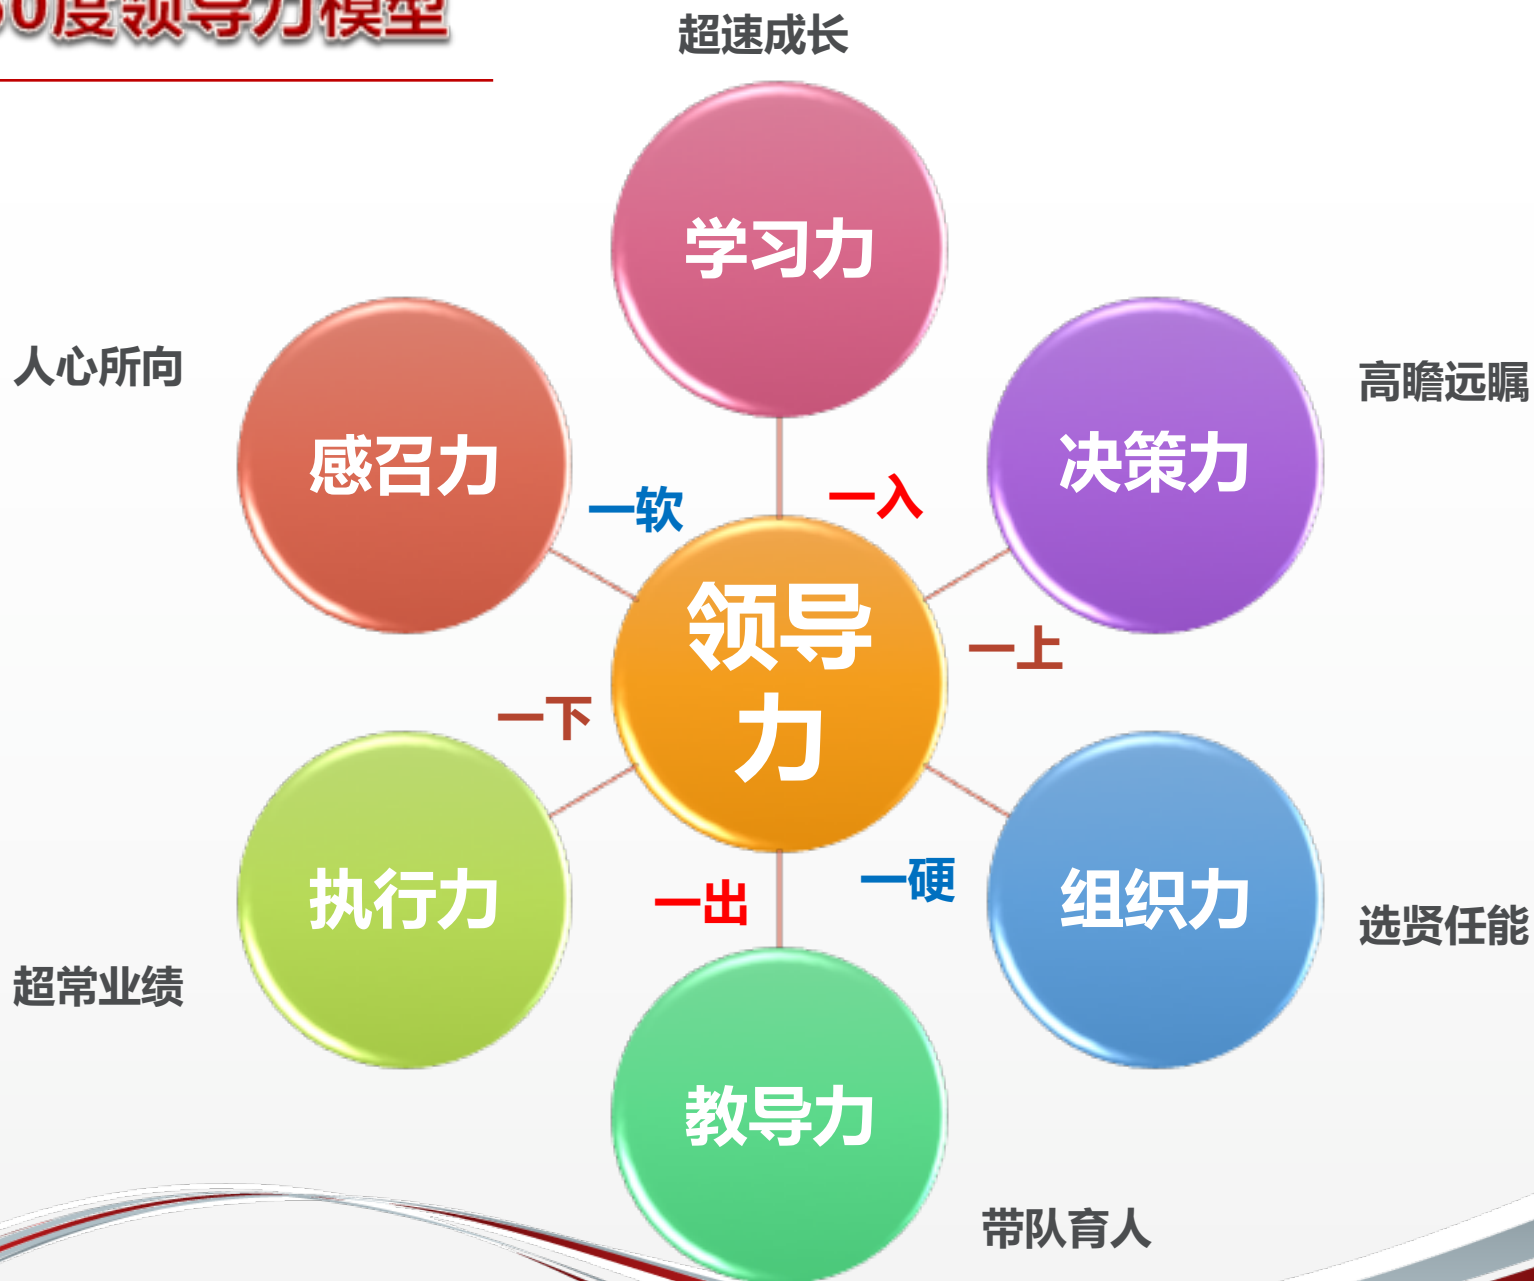 60度领导力模型
超速成长
学习力
人心所向
高瞻远瞩
感召力
决策力
一软
一入
领导
力
一上
一下
执行力
一出
一硬
组织力
选贤任能
超常业绩
教导力
带队育人